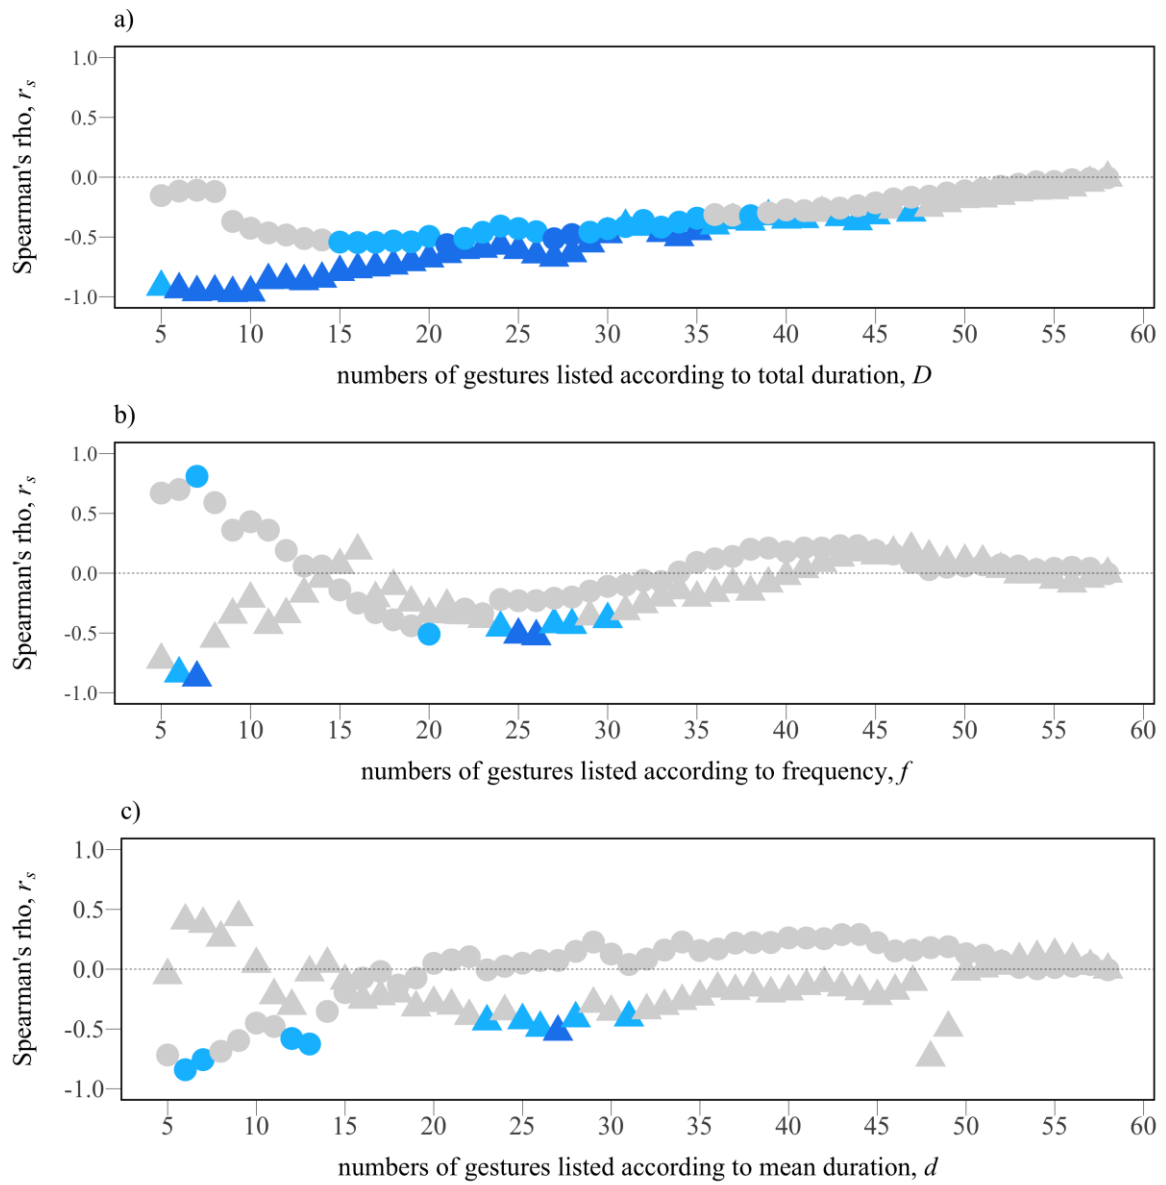 a)
Spearman's rho, rs
1.0
0.5
0.0
-0.5
-1.0
5 10 15 20 25 30 35 40 45 50 55 60
numbers of gestures listed according to total duration, D
b)
Spearman's rho, rs
1.0
0.5
0.0
-0.5
-1.0
5 10 15 20 25 30 35 40 45 50 55 60
numbers of gestures listed according to frequency, f
c)
Spearman's rho, rs
1.0
0.5
0.0
-0.5
-1.0
5 10 15 20 25 30 35 40 45 50 55 60
numbers of gestures listed according to mean duration, d